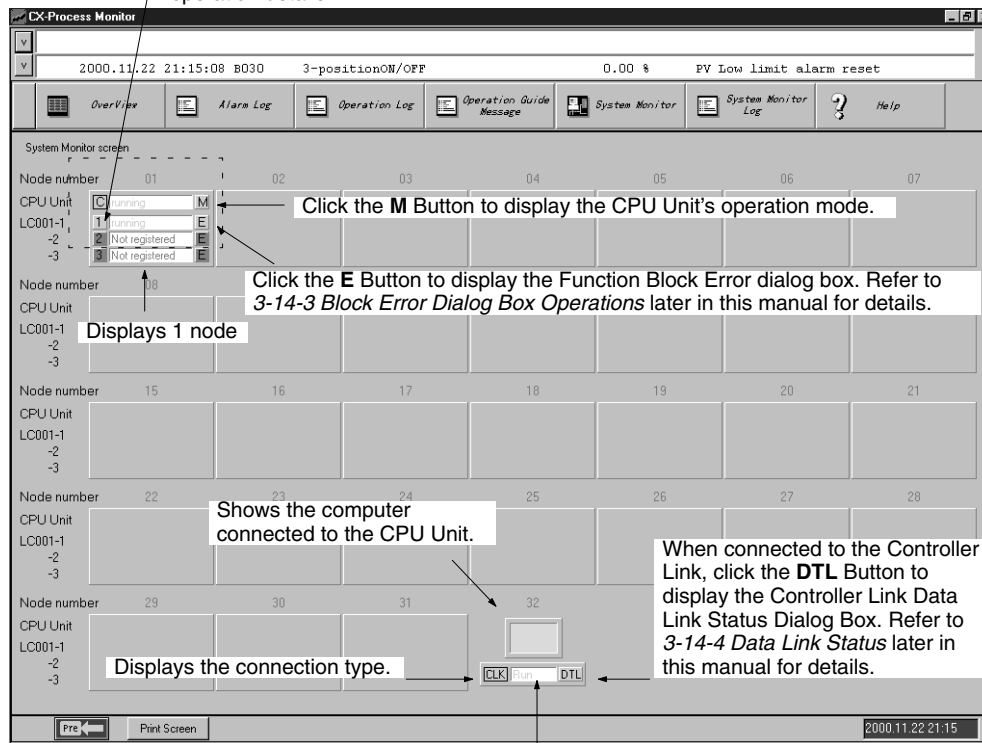 CX-Process Monitor
2000.11.22 21:15:08 B030 3-positionON/OFF 0.00 % PV Low limit alarm reset
OverView Alarm Log Operation Log Operation Guide Message System Monitor System Monitor Log Help
System Monitor screen
Node number 01 02 03 04 05 06 07
CPU Unit C running M
Click the M Button to display the CPU Unit's operation mode.
LC001-1 1 running E
-2 2 Not registered E
-3 3 Not registered E
Click the E Button to display the Function Block Error dialog box. Refer to
3-14-3 Block Error Dialog Box Operations later in this manual for details.
Node number 08
CPU Unit
LC001-1
-2
-3
Displays 1 node
Node number 15 16 17 18 19 20 21
CPU Unit
LC001-1
-2
-3
Node number 22 23 24 25 26 27 28
CPU Unit
LC001-1
-2
-3
Shows the computer
connected to the CPU Unit.
When connected to the Controller
Link, click the DTL Button to
display the Controller Link Data
Link Status Dialog Box. Refer to
3-14-4 Data Link Status later in
this manual for details.
Node number 29 30 31 32
CPU Unit
LC001-1
-2
-3
Displays the connection type.
CLK Run DTL
Pre Print Screen 2000.11.22 21:15